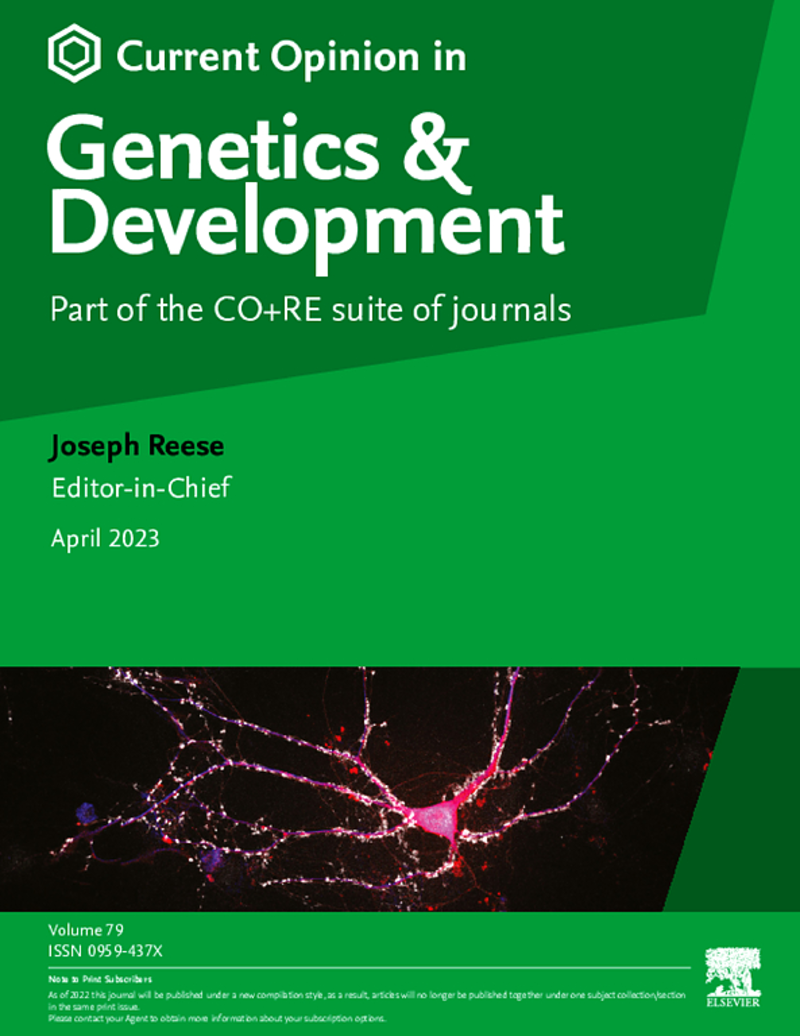 Current Opinion in
Genetics &
Development
Part of the CO+RE suite of journals
Joseph Reese
Editor-in-Chief
April 2023
Volume 79
ISSN 0959-437X
Note to Print Subscribers
As of 2022 this journal will be published under a new compilation style, as a result, articles will no longer be published together under one subject collection/section
in the same print issue.
Please contact your Agent to obtain more information about your subscription options.
ELSEVIER